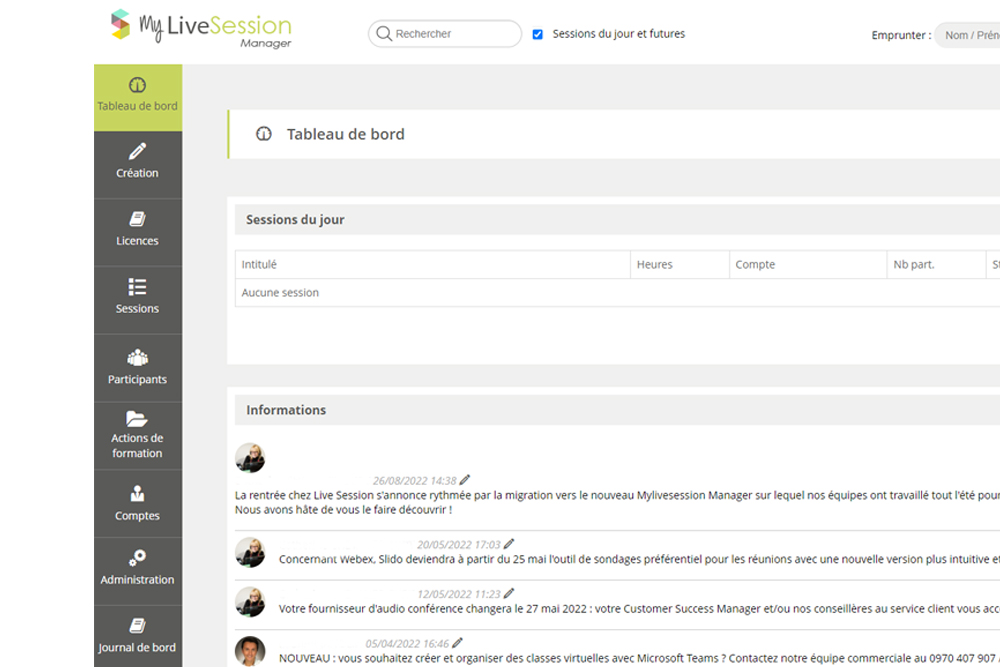 My LiveSession
Manager
Rechercher
Sessions du jour et futures
Emprunter :
Nom / Prén
Tableau de bord
Création
Licences
Sessions
Participants
Actions de
formation
Comptes
Administration
Journal de bord
Tableau de bord
Sessions du jour
Intitulé Heures Compte Nb part. St
Aucune session
Informations
26/08/2022 14:38
La rentrée chez Live Session s'annonce rythmée par la migration vers le nouveau Mylivesession Manager sur lequel nos équipes ont travaillé tout l'été pour
Nous avons hâte de vous le faire découvrir !
20/05/2022 17:03
Concernant Webex, Slido deviendra à partir du 25 mai l'outil de sondages préférentiel pour les réunions avec une nouvelle version plus intuitive et
12/05/2022 11:23
Votre fournisseur d'audio conférence changera le 27 mai 2022 : votre Customer Success Manager et/ou nos conseillères au service client vous acc
05/04/2022 16:46
NOUVEAU : vous souhaitez créer et organiser des classes virtuelles avec Microsoft Teams ? Contactez notre équipe commerciale au 0970 407 907